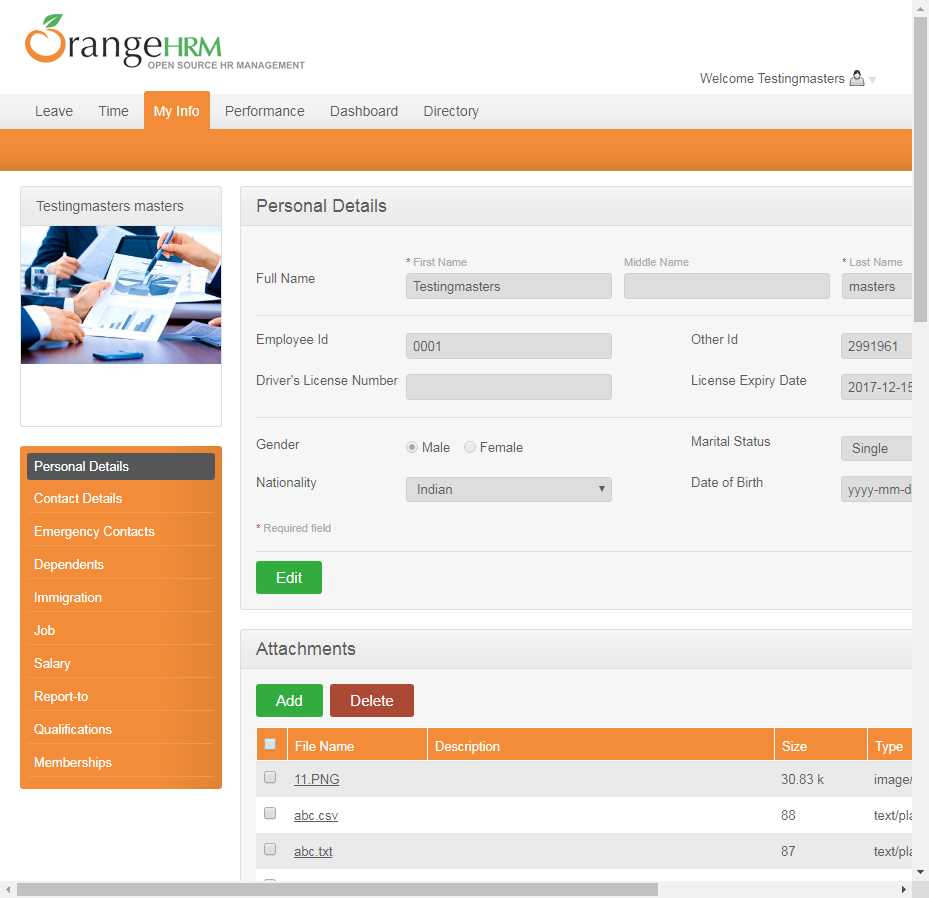 OrangeHRM
OPEN SOURCE HR MANAGEMENT
Welcome Testingmasters
Leave Time My Info Performance Dashboard Directory
Testingmasters masters
Personal Details
Contact Details
Emergency Contacts
Dependents
Immigration
Job
Salary
Report-to
Qualifications
Memberships
Personal Details
* First Name Middle Name * Last Name
Full Name Testingmasters masters
Employee Id 0001 Other Id 2991961
Driver's License Number License Expiry Date 2017-12-15
Gender Male Female Marital Status Single
Nationality Indian Date of Birth yyyy-mm-d
* Required field
Edit
Attachments
Add Delete
File Name Description Size Type
11.PNG 30.83 k image/
abc.csv 88 text/pla
abc.txt 87 text/pla